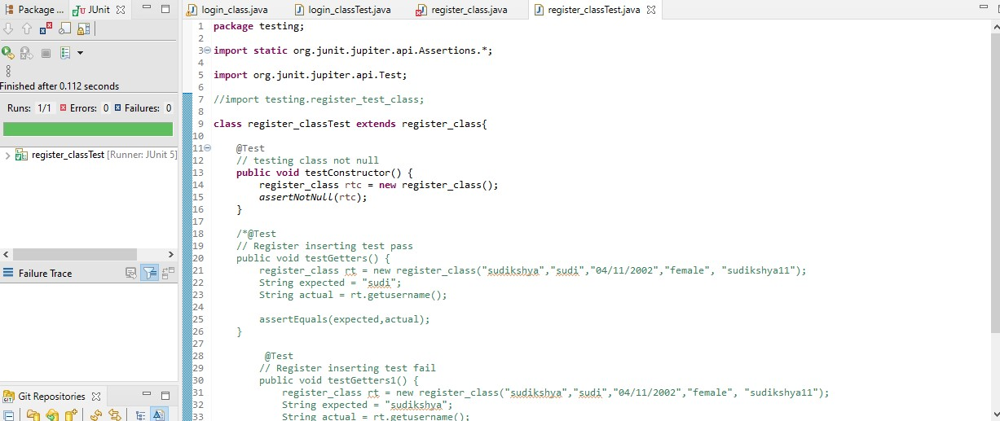 Package ... JUnit
Finished after 0.112 seconds
Runs: 1/1 Errors: 0 Failures: 0
register_classTest [Runner: JUnit 5]
Failure Trace
Git Repositories
GIT
login_class.java login_classTest.java register_class.java register_classTest.java
1 package testing;
2
3 import static org.junit.jupiter.api.Assertions.*;
4
5 import org.junit.jupiter.api.Test;
6
7 //import testing.register_test_class;
8
9 class register_classTest extends register_class{
10
11 @Test
12 // testing class not null
13 public void testConstructor() {
14 register_class rtc = new register_class();
15 assertNotNull(rtc);
16 }
17
18 /*@Test
19 // Register inserting test pass
20 public void testGetters() {
21 register_class rt = new register_class("sudikshya","sudi","04/11/2002","female", "sudikshya11");
22 String expected = "sudi";
23 String actual = rt.getusername();
24
25 assertEquals(expected,actual);
26 }
27
28 @Test
29 // Register inserting test fail
30 public void testGetters1() {
31 register_class rt = new register_class("sudikshya","sudi","04/11/2002","female", "sudikshya11");
32 String expected = "sudikshya";
33 String actual = rt.getusername();